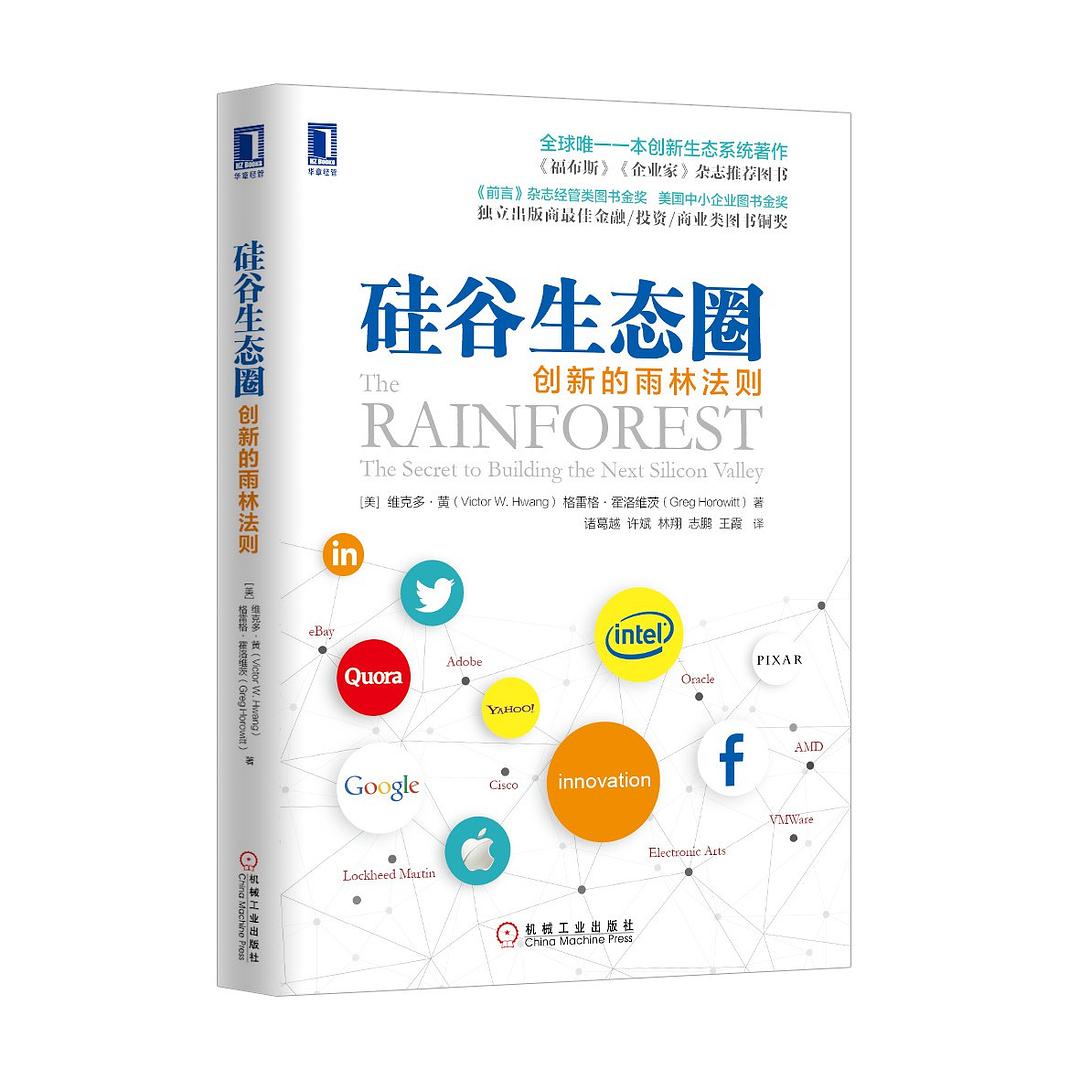 HZ Books
华章经管
硅谷生态圈
创新的雨林法则
[美]
维克多·黄(Victor W. Hwang)
格雷格·霍洛维茨(Greg Horowitt)
著
机械工业出版社
China Machine Press
HZ Books
华章经管
全球唯一一本创新生态系统著作
《福布斯》《企业家》杂志推荐图书
《前言》杂志经管类图书金奖 美国中小企业图书金奖
独立出版商最佳金融/投资/商业类图书铜奖
硅谷生态圈
创新的雨林法则
The
RAINFOREST
The Secret to Building the Next Silicon Valley
[美] 维克多·黄(Victor W. Hwang) 格雷格·霍洛维茨(Greg Horowitt) 著
诸葛越 许斌 林翔 志鹏 王霞 译
in
eBay
intel
Quora
Adobe
PIXAR
Oracle
YAHOO!
f
AMD
Google
Cisco
innovation
VMWare
Electronic Arts
Lockheed Martin
机械工业出版社
China Machine Press